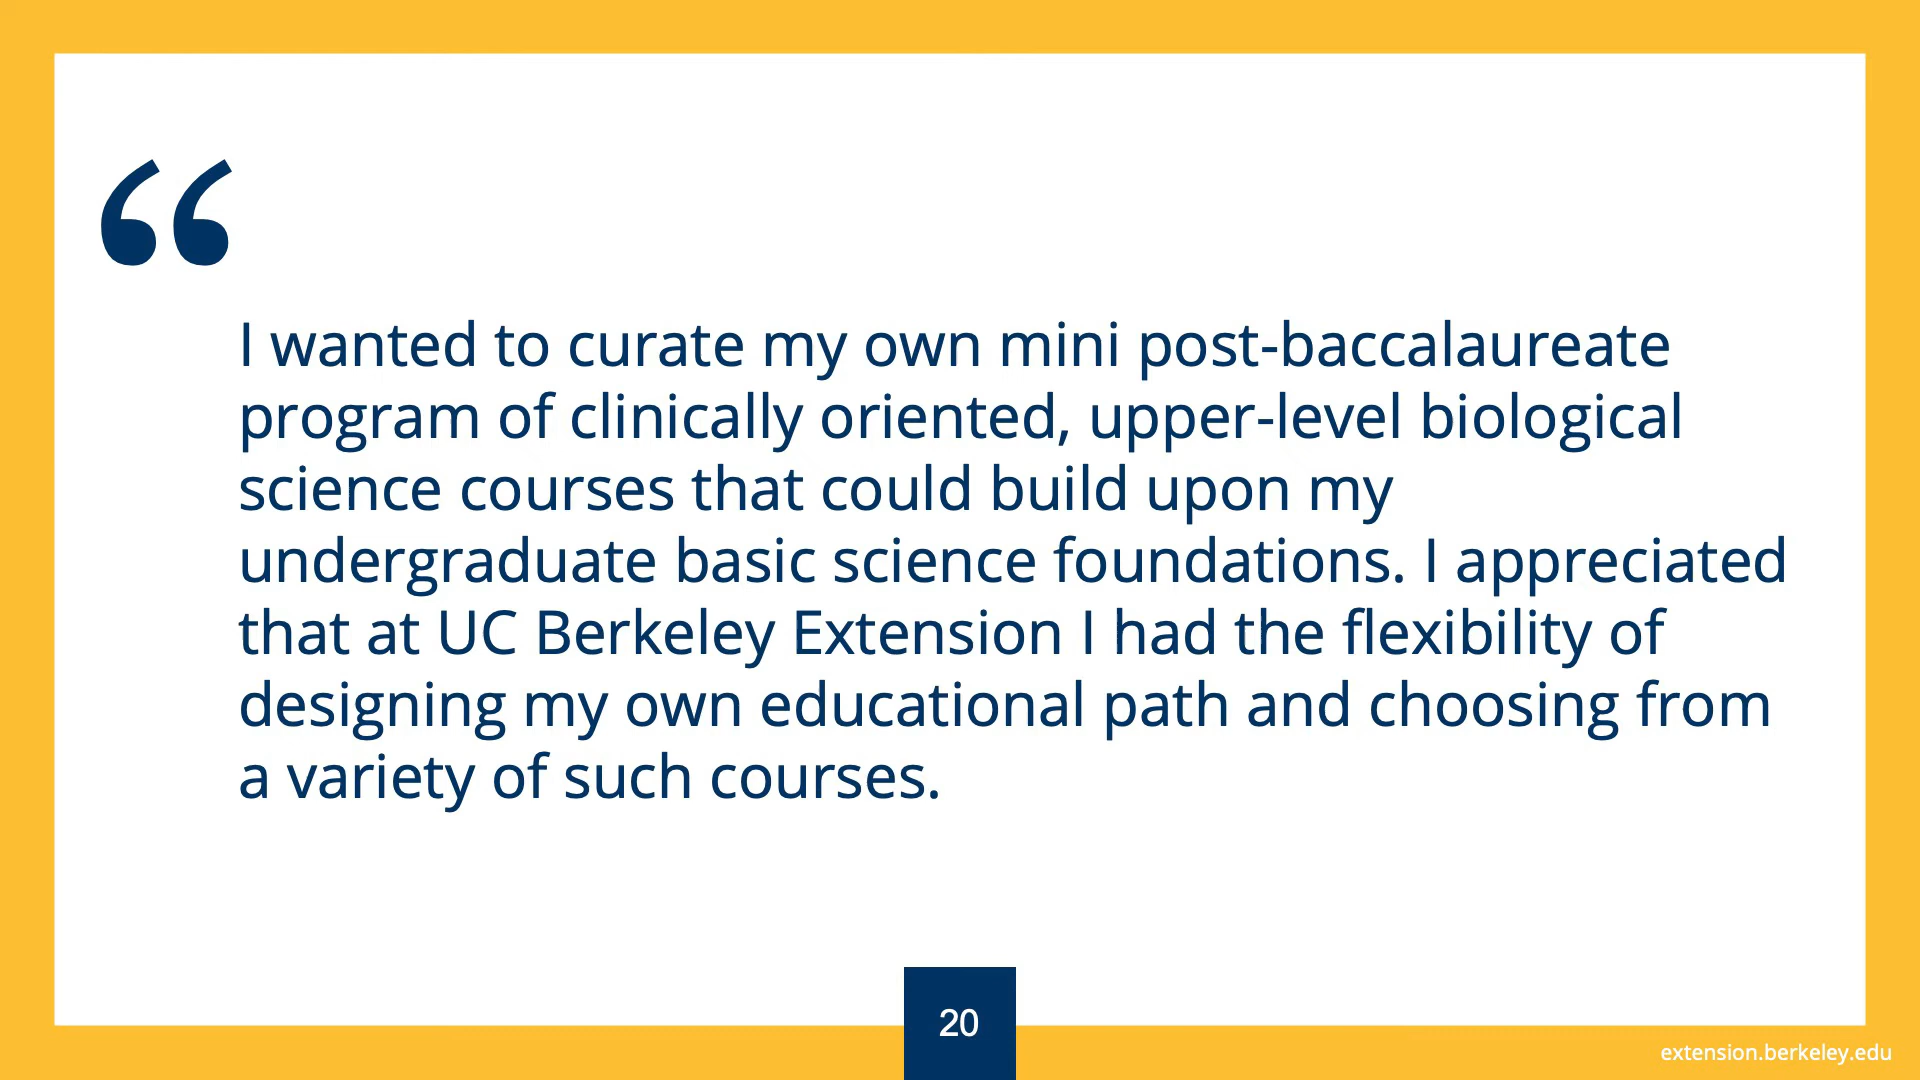 “
I wanted to curate my own mini post-baccalaureate
program of clinically oriented, upper-level biological
science courses that could build upon my
undergraduate basic science foundations. I appreciated
that at UC Berkeley Extension I had the flexibility of
designing my own educational path and choosing from
a variety of such courses.
20
extension.berkeley.edu